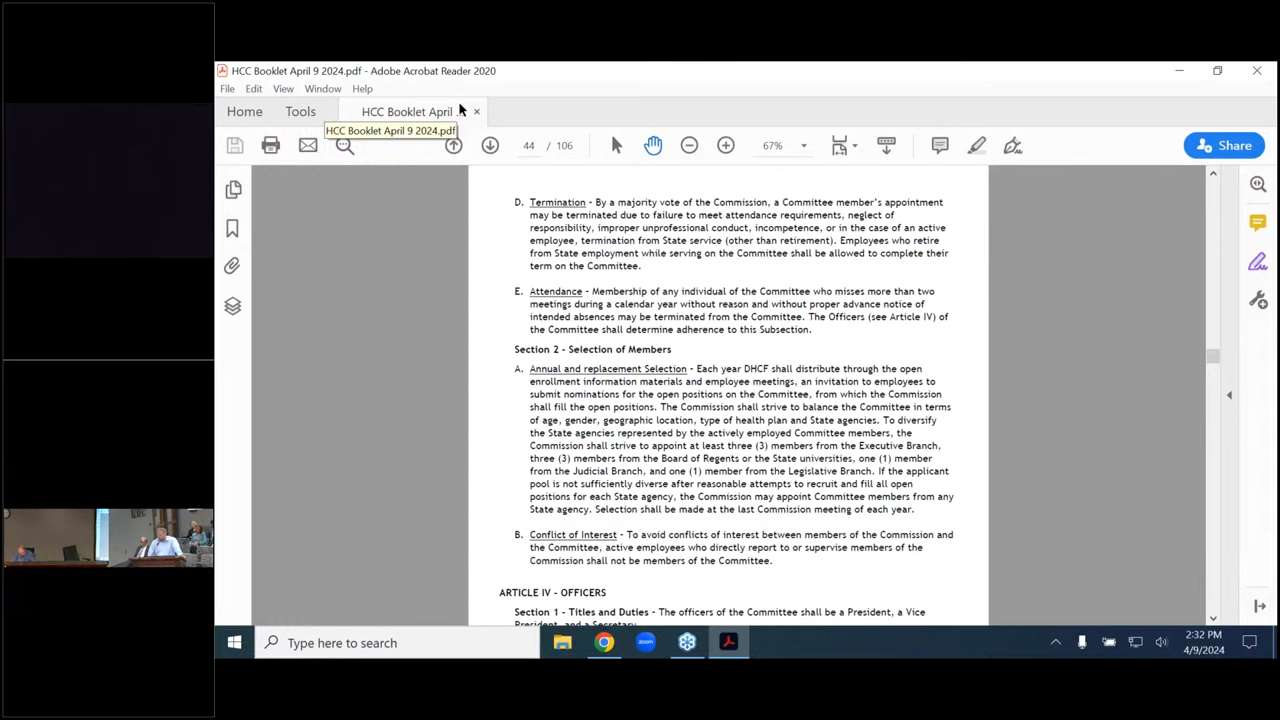 HCC Booklet April 9 2024.pdf - Adobe Acrobat Reader 2020
File Edit View Window Help
Home Tools HCC Booklet April ...
HCC Booklet April 9 2024.pdf
44 / 106 67% Share
D. Termination - By a majority vote of the Commission, a Committee member's appointment
may be terminated due to failure to meet attendance requirements, neglect of
responsibility, improper unprofessional conduct, incompetence, or in the case of an active
employee, termination from State service (other than retirement). Employees who retire
from State employment while serving on the Committee shall be allowed to complete their
term on the Committee.
E. Attendance - Membership of any individual of the Committee who misses more than two
meetings during a calendar year without reason and without proper advance notice of
intended absences may be terminated from the Committee. The Officers (see Article IV) of
the Committee shall determine adherence to this Subsection.
Section 2 - Selection of Members
A. Annual and replacement Selection - Each year DHCF shall distribute through the open
enrollment information materials and employee meetings, an invitation to employees to
submit nominations for the open positions on the Committee, from which the Commission
shall fill the open positions. The Commission shall strive to balance the Committee in terms
of age, gender, geographic location, type of health plan and State agencies. To diversify
the State agencies represented by the actively employed Committee members, the
Commission shall strive to appoint at least three (3) members from the Executive Branch,
three (3) members from the Board of Regents or the State universities, one (1) member
from the Judicial Branch, and one (1) member from the Legislative Branch. If the applicant
pool is not sufficiently diverse after reasonable attempts to recruit and fill all open
positions for each State agency, the Commission may appoint Committee members from any
State agency. Selection shall be made at the last Commission meeting of each year.
B. Conflict of Interest - To avoid conflicts of interest between members of the Commission and
the Committee, active employees who directly report to or supervise members of the
Commission shall not be members of the Committee.
ARTICLE IV - OFFICERS
Section 1 - Titles and Duties - The officers of the Committee shall be a President, a Vice
President, and a Secretary.
Type here to search
zoom
2:32 PM
4/9/2024